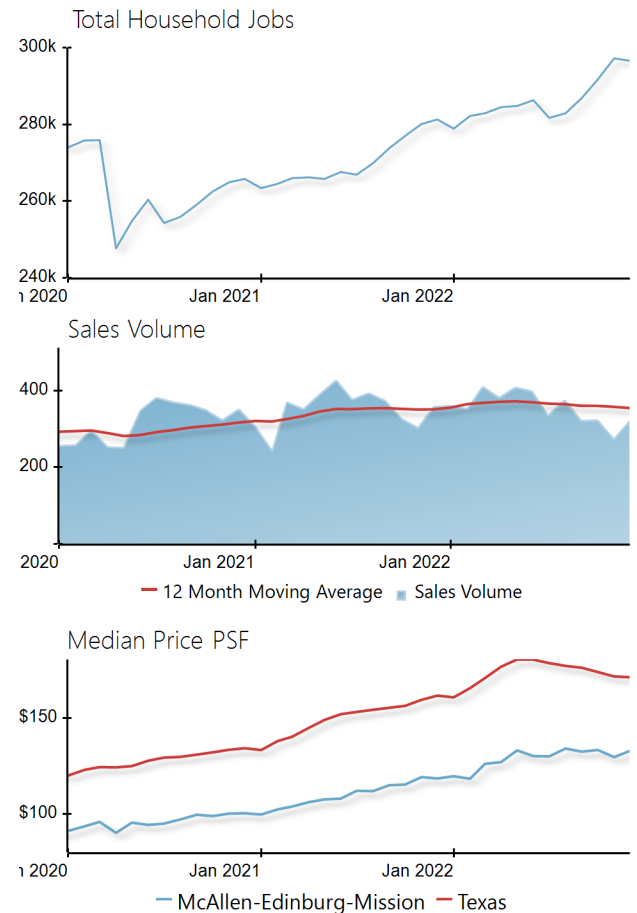 Total Household Jobs
300k
280k
260k
240k
2020 Jan 2021 Jan 2022
Sales Volume
400
200
2020 Jan 2021 Jan 2022
12 Month Moving Average Sales Volume
Median Price PSF
$150
$100
2020 Jan 2021 Jan 2022
McAllen-Edinburg-Mission Texas